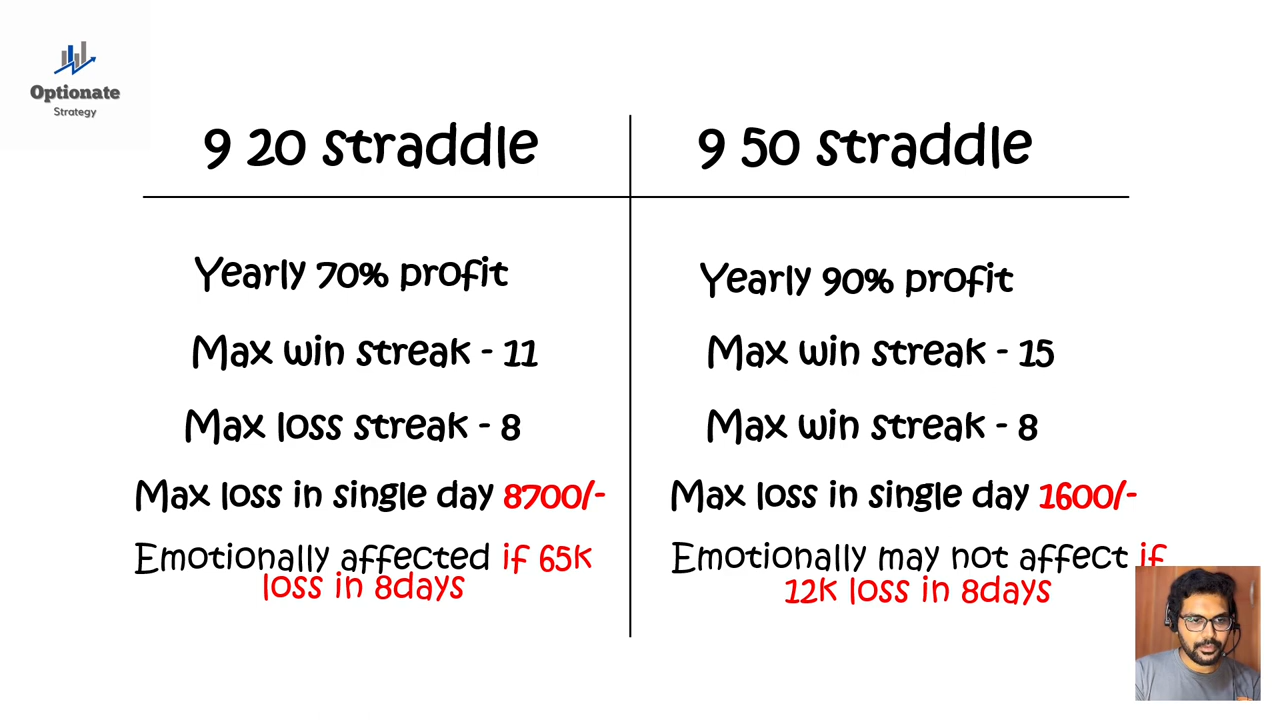 Optionate
Strategy
9 20 straddle
9 50 straddle
Yearly 70% profit
Yearly 90% profit
Max win streak - 11
Max win streak - 15
Max loss streak - 8
Max win streak - 8
Max loss in single day 8700/-
Max loss in single day 1600/-
Emotionally affected if 65k
loss in 8days
Emotionally may not affect if
12k loss in 8days